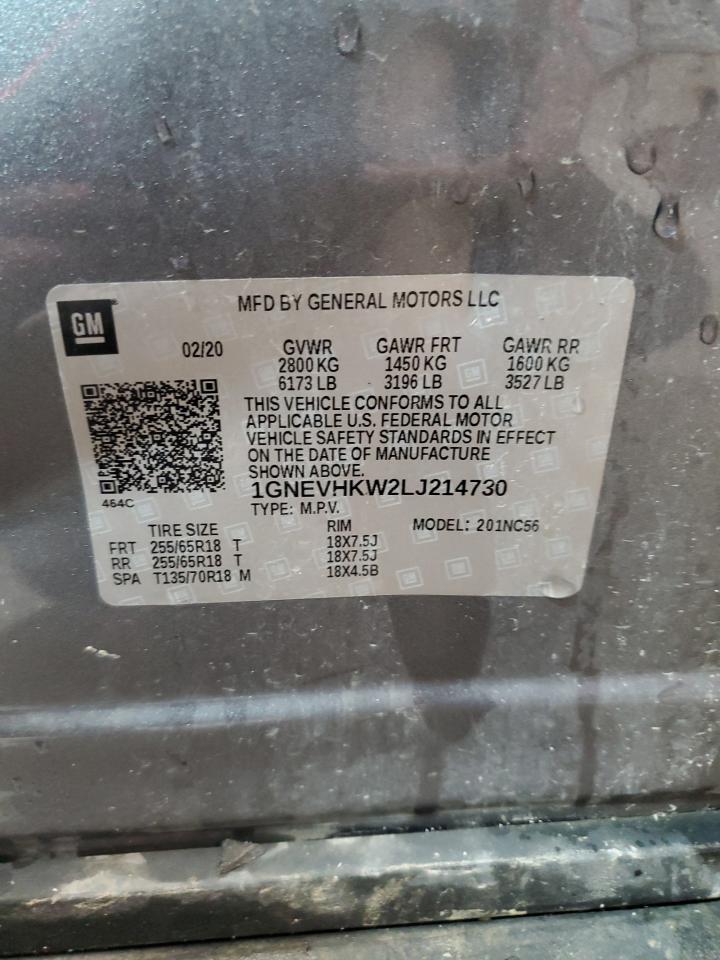 GM
MFD BY GENERAL MOTORS LLC
02/20 GVWR GAWR FRT GAWR RR
2800 KG 1450 KG 1600 KG
6173 LB 3196 LB 3527 LB
THIS VEHICLE CONFORMS TO ALL
APPLICABLE U.S. FEDERAL MOTOR
VEHICLE SAFETY STANDARDS IN EFFECT
ON THE DATE OF MANUFACTURE
SHOWN ABOVE.
1GNEVHKW2LJ214730
464C
TYPE: M.P.V.
TIRE SIZE RIM MODEL: 201NC56
FRT 255/65R18 T 18X7.5J
RR 255/65R18 T 18X7.5J
SPA T135/70R18 M 18X4.5B